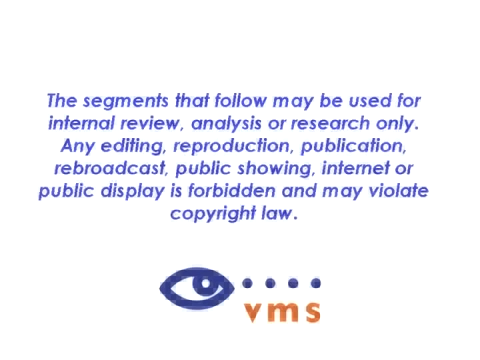 The segments that follow may be used for
internal review, analysis or research only.
Any editing, reproduction, publication,
rebroadcast, public showing, internet or
public display is forbidden and may violate
copyright law.
vms